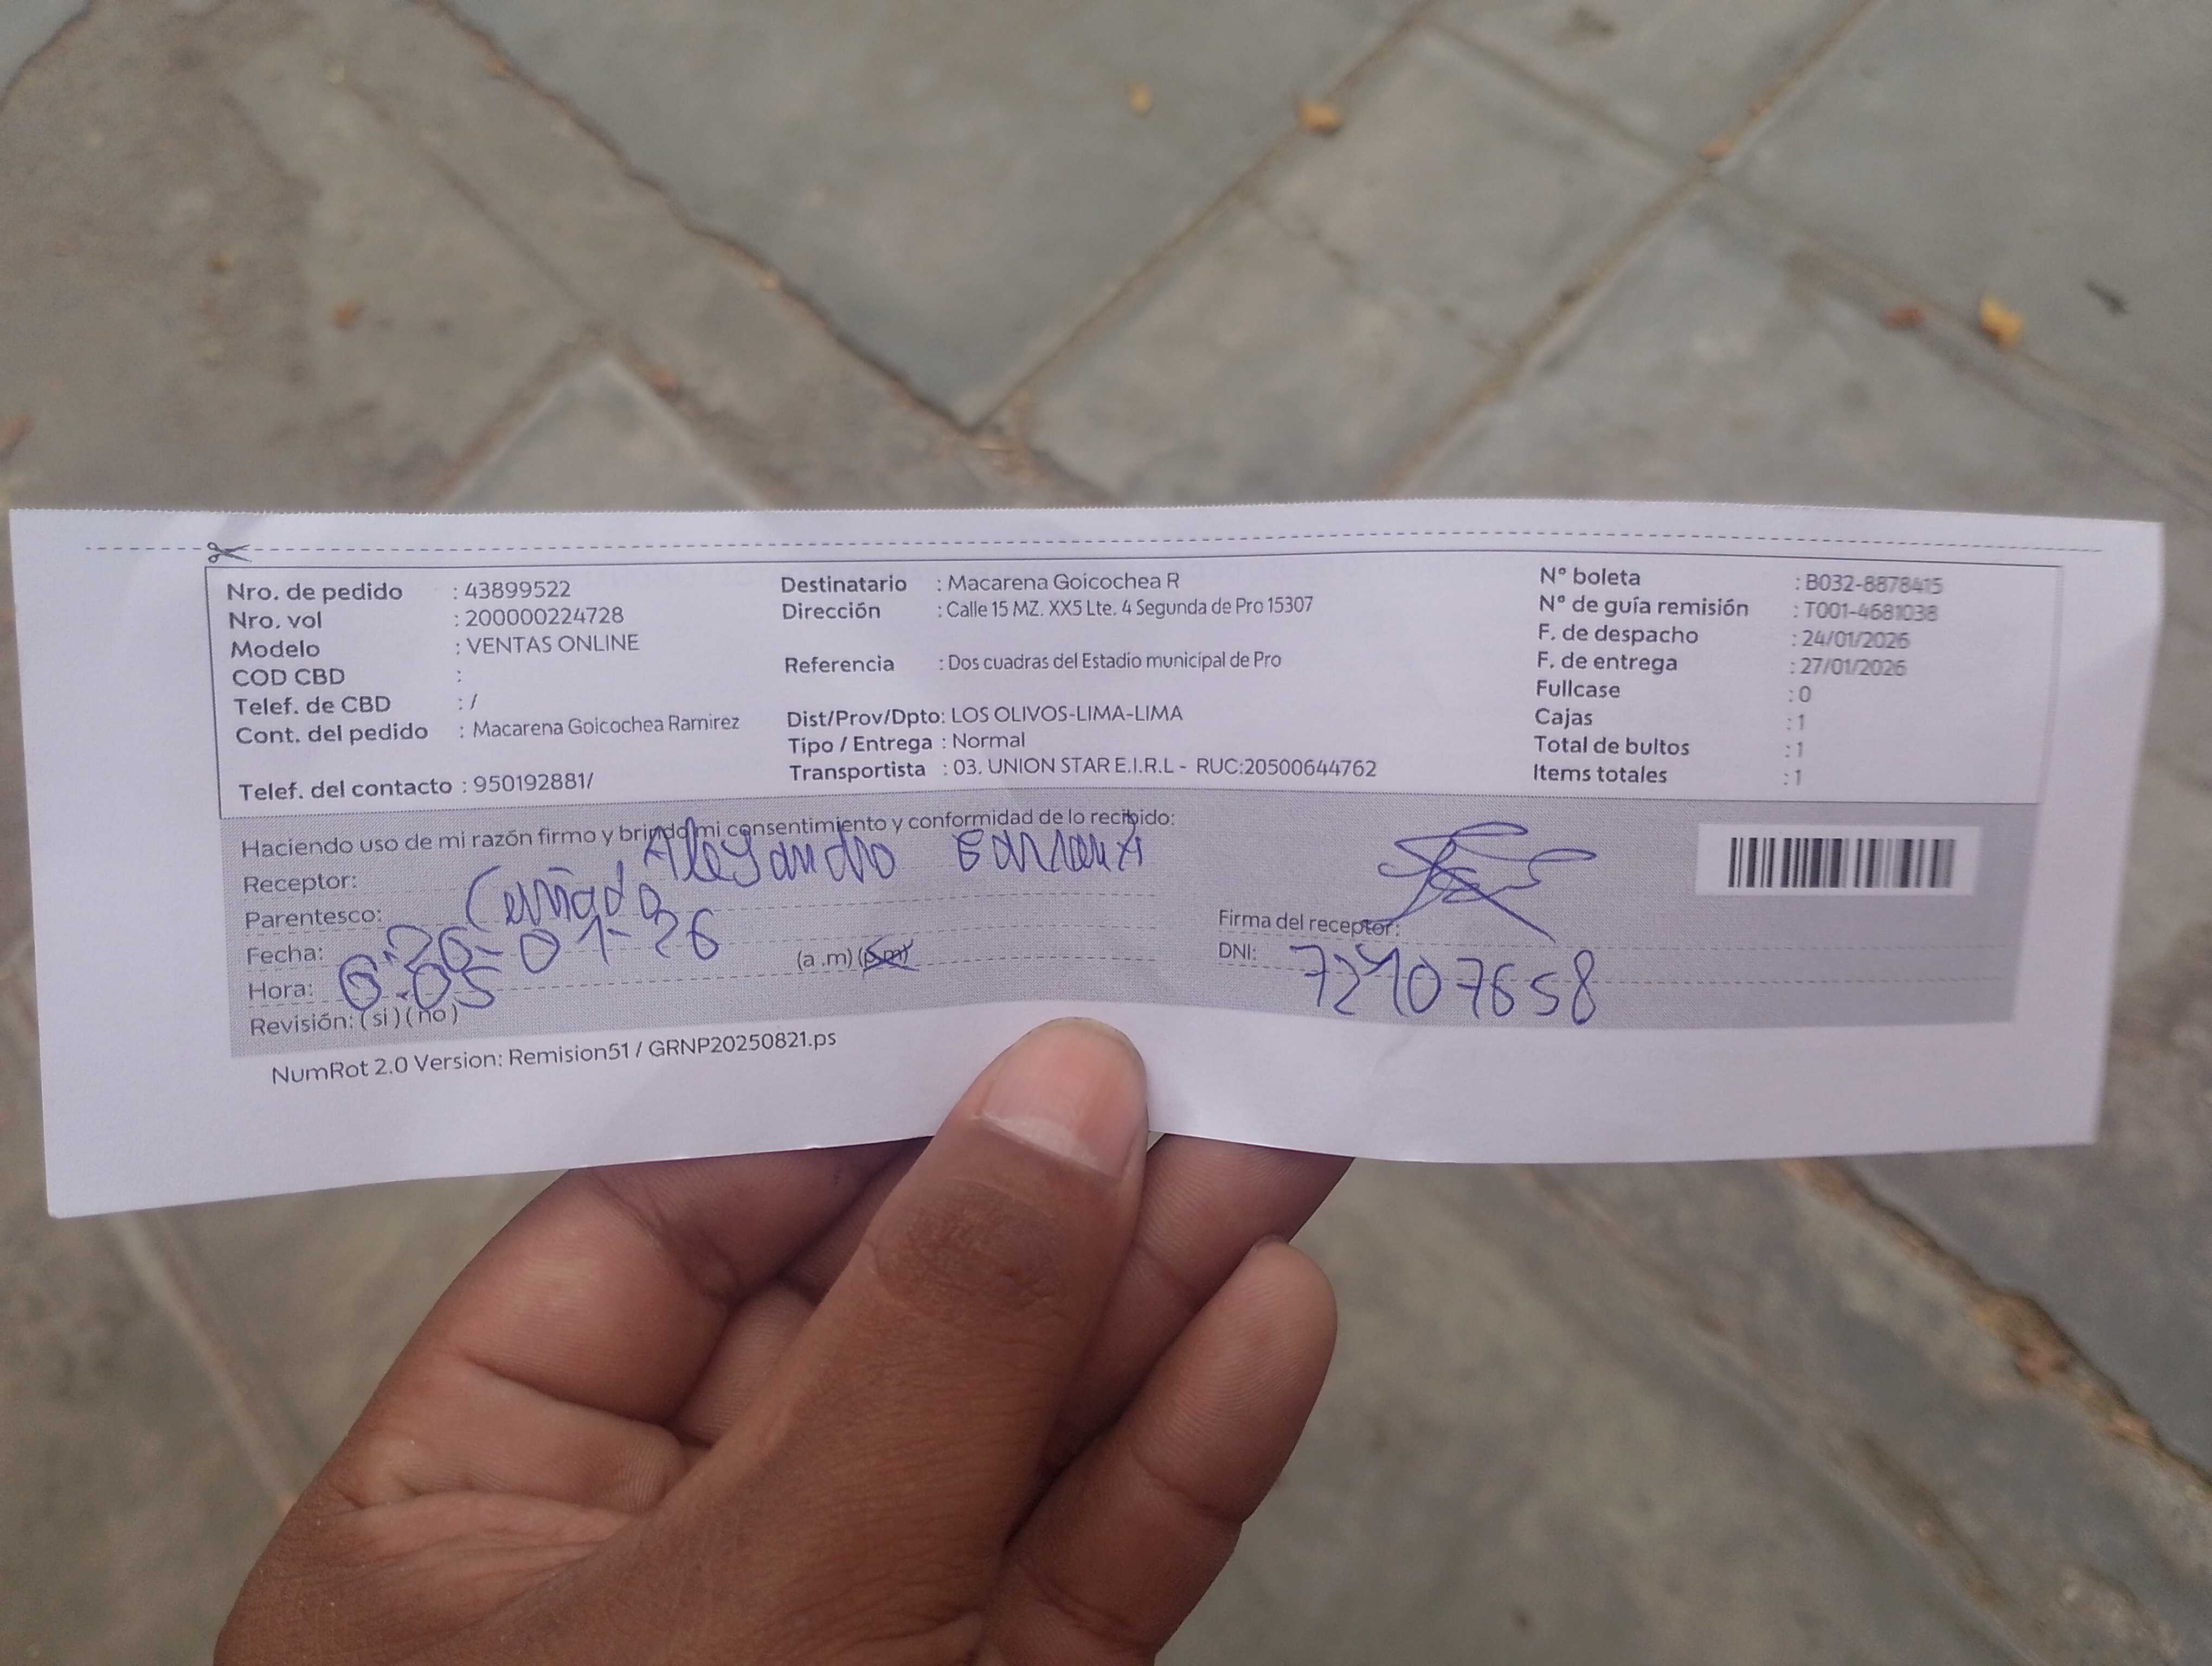 Nro. de pedido : 43899522
Nro. vol : 200000224728
Modelo : VENTAS ONLINE
COD CBD :
Telef. de CBD : /
Cont. del pedido : Macarena Goicochea Ramirez
Telef. del contacto : 950192881/
Destinatario : Macarena Goicochea R
Dirección : Calle 15 MZ. XX5 Lte. 4 Segunda de Pro 15307
Referencia : Dos cuadras del Estadio municipal de Pro
Dist/Prov/Dpto: LOS OLIVOS-LIMA-LIMA
Tipo / Entrega : Normal
Transportista : 03. UNION STAR E.I.R.L - RUC:20500644762
N° boleta : B032-8878415
N° de guía remisión : T001-4681038
F. de despacho : 24/01/2026
F. de entrega : 27/01/2026
Fullcase : 0
Cajas : 1
Total de bultos : 1
Items totales : 1
Haciendo uso de mi razón firmo y brindo mi consentimiento y conformidad de lo recibido:
Receptor: Alejandro
Parentesco: Cuñado
Fecha: 26-01-26
Hora: 6:05 (a .m) (p.m)
Revisión: ( si ) ( no )
Firma del receptor:
DNI: 72107658
NumRot 2.0 Version: Remision51 / GRNP20250821.ps